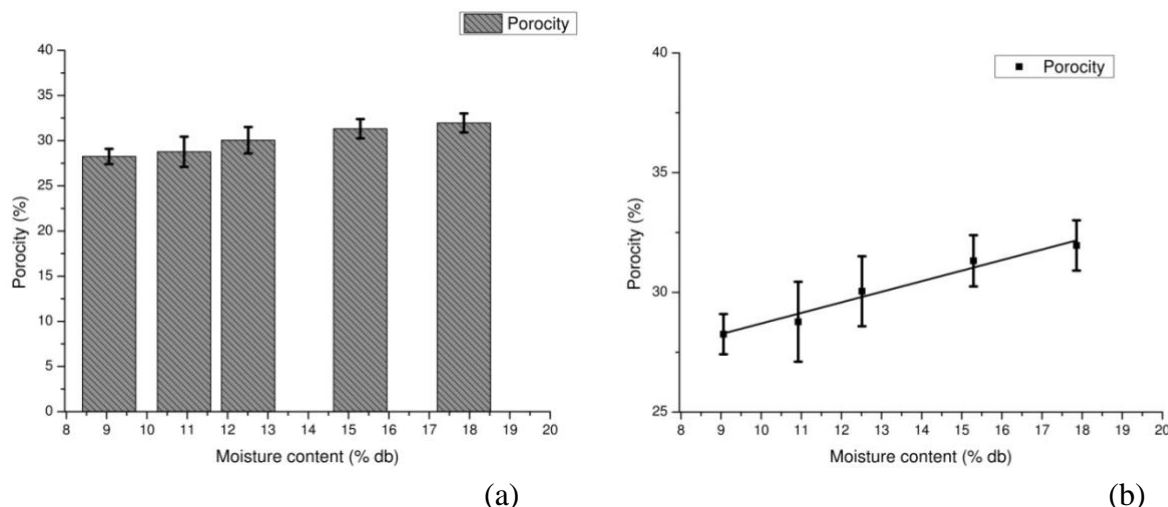 Porocity
40
35
30
25
20
15
10
5
0
Porocity (%)
8 9 10 11 12 13 14 15 16 17 18 19 20
Moisture content (% db)
(a)
Porocity
40
35
30
25
Porocity (%)
8 9 10 11 12 13 14 15 16 17 18 19 20
Moisture content (% db)
(b)